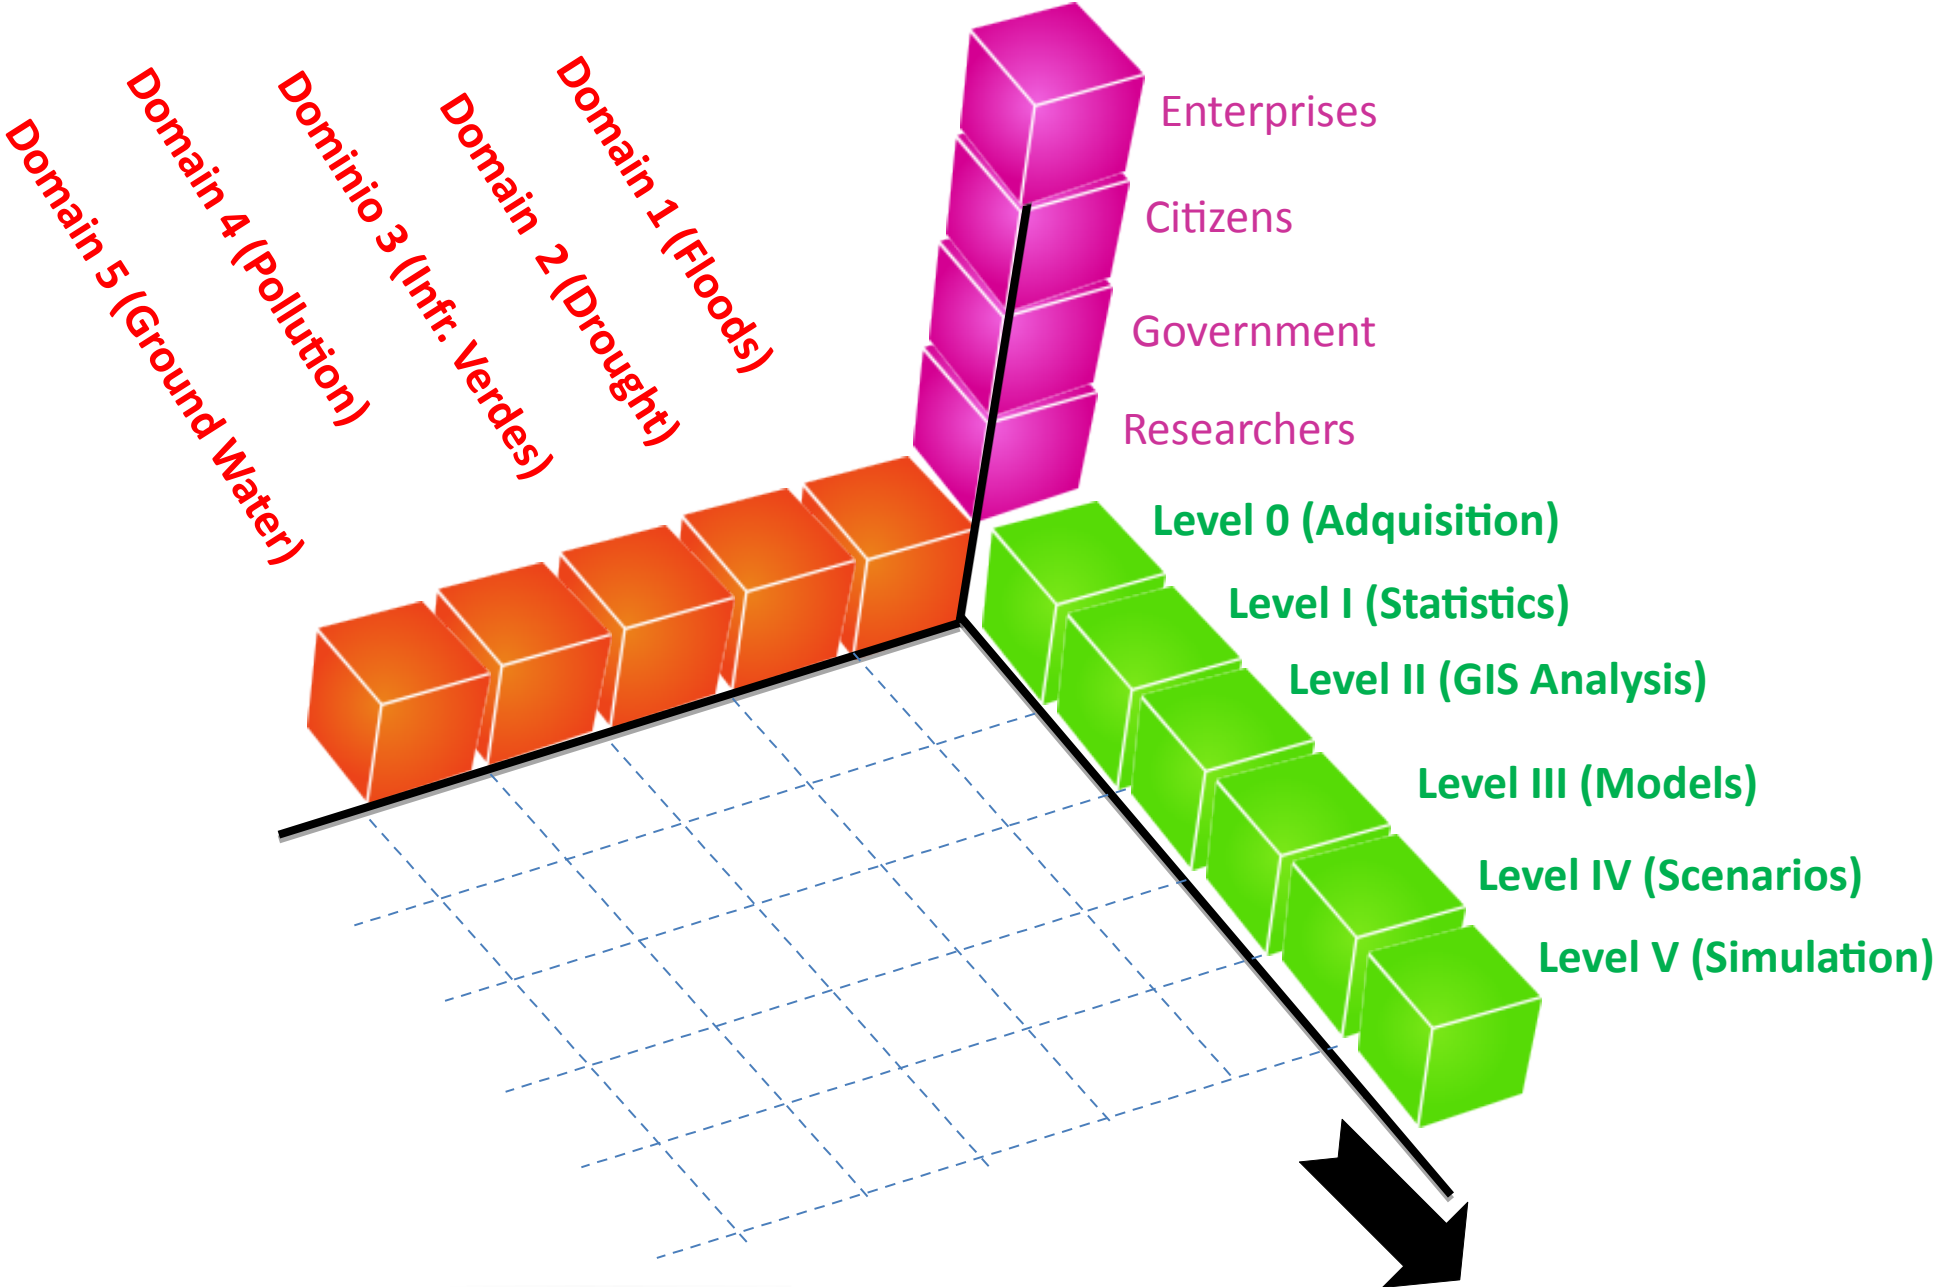 Domain 5 (Ground Water)
Domain 4 (Pollution)
Dominio 3 (Infr. Verdes)
Domain 2 (Drought)
Domain 1 (Floods)
Enterprises
Citizens
Government
Researchers
Level 0 (Adquisition)
Level I (Statistics)
Level II (GIS Analysis)
Level III (Models)
Level IV (Scenarios)
Level V (Simulation)